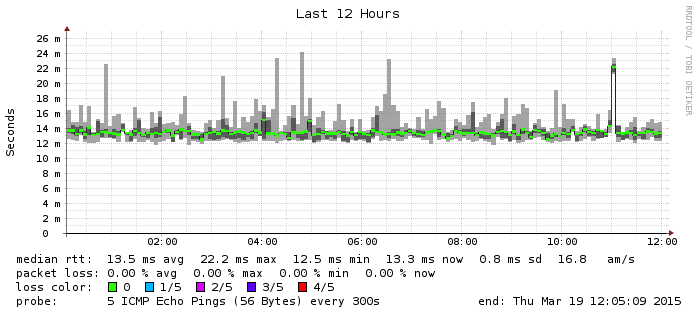 Last 12 Hours
RRDTOOL / TOBI OETIKER
Seconds
26 m
24 m
22 m
20 m
18 m
16 m
14 m
12 m
10 m
8 m
6 m
4 m
2 m
0
02:00 04:00 06:00 08:00 10:00 12:00
median rtt: 13.5 ms avg 22.2 ms max 12.5 ms min 13.3 ms now 0.8 ms sd 16.8 am/s
packet loss: 0.00 % avg 0.00 % max 0.00 % min 0.00 % now
loss color: 0 1/5 2/5 3/5 4/5
probe: 5 ICMP Echo Pings (56 Bytes) every 300s end: Thu Mar 19 12:05:09 2015